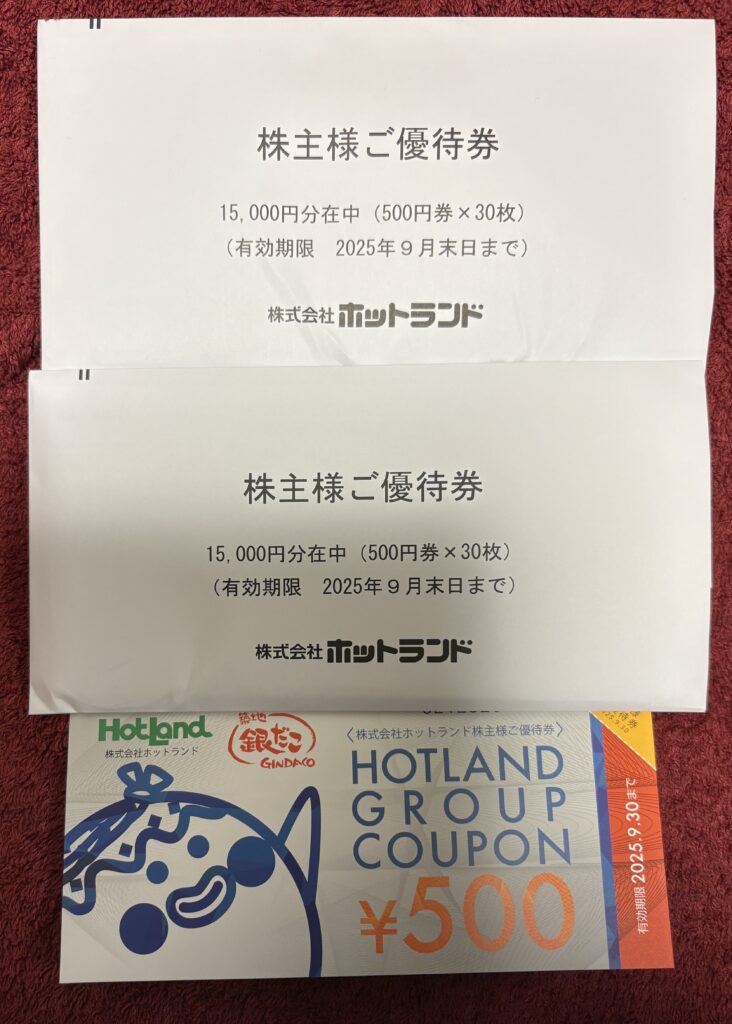 株主様ご優待券
15,000円分在中（500円券×30枚）
（有効期限　2025年９月末日まで）
株式会社ホットランド
株主様ご優待券
15,000円分在中（500円券×30枚）
（有効期限　2025年９月末日まで）
株式会社ホットランド
HotLand
株式会社ホットランド
築地
銀だこ
GINDACO
〈株式会社ホットランド株主様ご優待券〉
HOTLAND
GROUP
COUPON
¥500
有効期限 2025.9.30まで